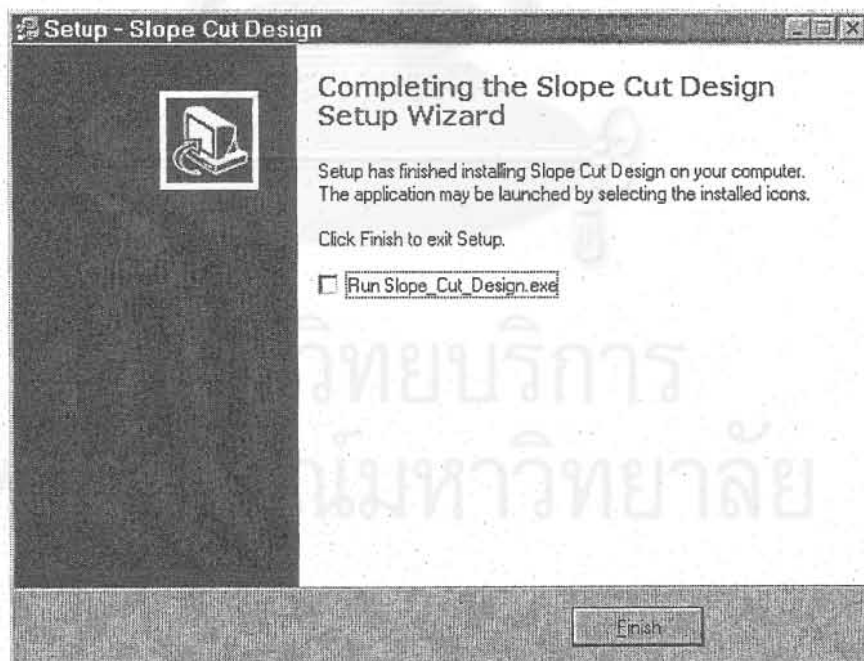 Setup - Slope Cut Design
Completing the Slope Cut Design
Setup Wizard
Setup has finished installing Slope Cut Design on your computer.
The application may be launched by selecting the installed icons.
Click Finish to exit Setup.
Run Slope_Cut_Design.exe
วิทยบริการ
ณ์มหาวิทยาลัย
Finish